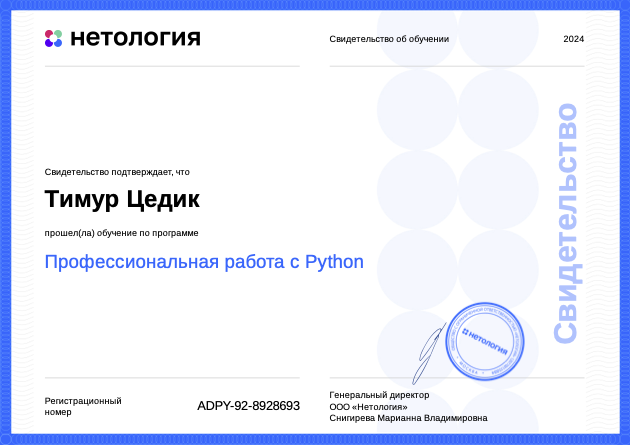 нетология
Свидетельство об обучении
2024
Свидетельство подтверждает, что
Тимур Цедик
прошел(ла) обучение по программе
Профессиональная работа с Python
Свидетельство
нетология
Регистрационный
номер
ADPY-92-8928693
Генеральный директор
ООО «Нетология»
Снигирева Марианна Владимировна